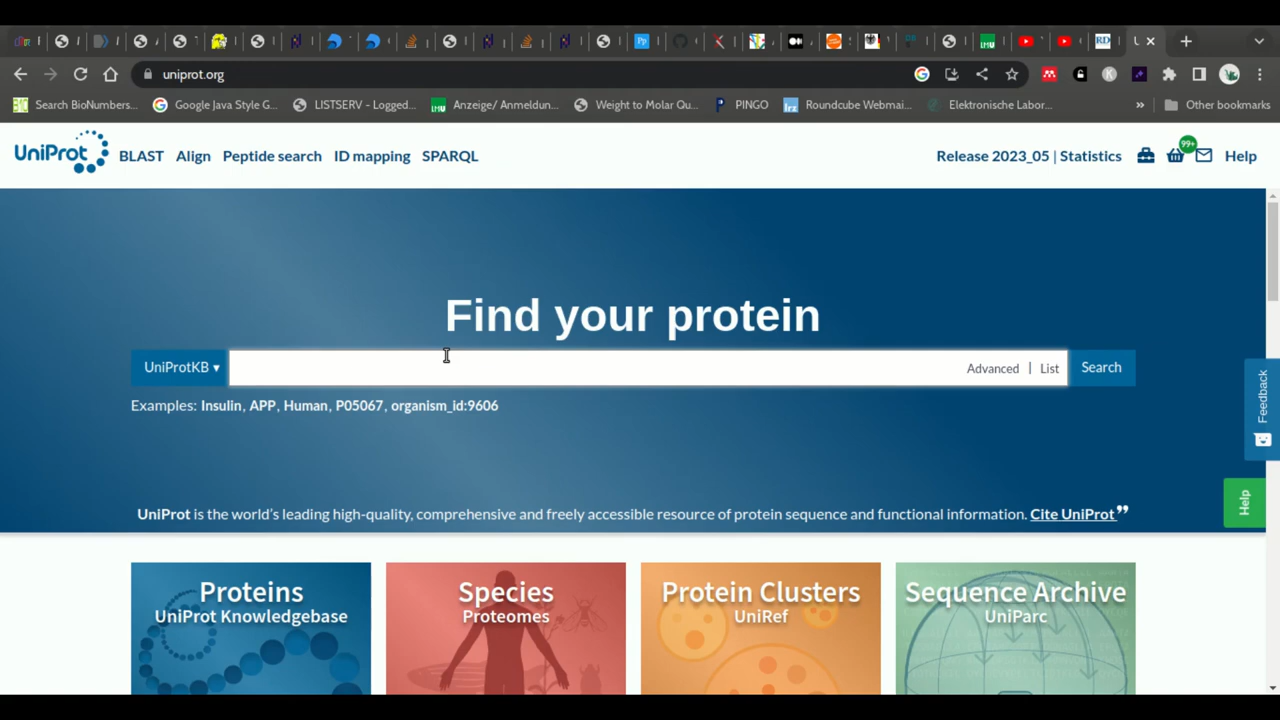 uniprot.org
Search BioNumbers... Google Java Style G... LISTSERV - Logged... Anzeige/ Anmeldun... Weight to Molar Qu... PINGO Roundcube Webmai... Elektronische Labor... » Other bookmarks
UniProt BLAST Align Peptide search ID mapping SPARQL Release 2023_05 | Statistics 99+ Help
Find your protein
UniProtKB ▾ Advanced | List Search
Examples: Insulin, APP, Human, P05067, organism_id:9606
Feedback
Help
UniProt is the world's leading high-quality, comprehensive and freely accessible resource of protein sequence and functional information. Cite UniProt ”
Proteins
UniProt Knowledgebase
Species
Proteomes
Protein Clusters
UniRef
Sequence Archive
UniParc